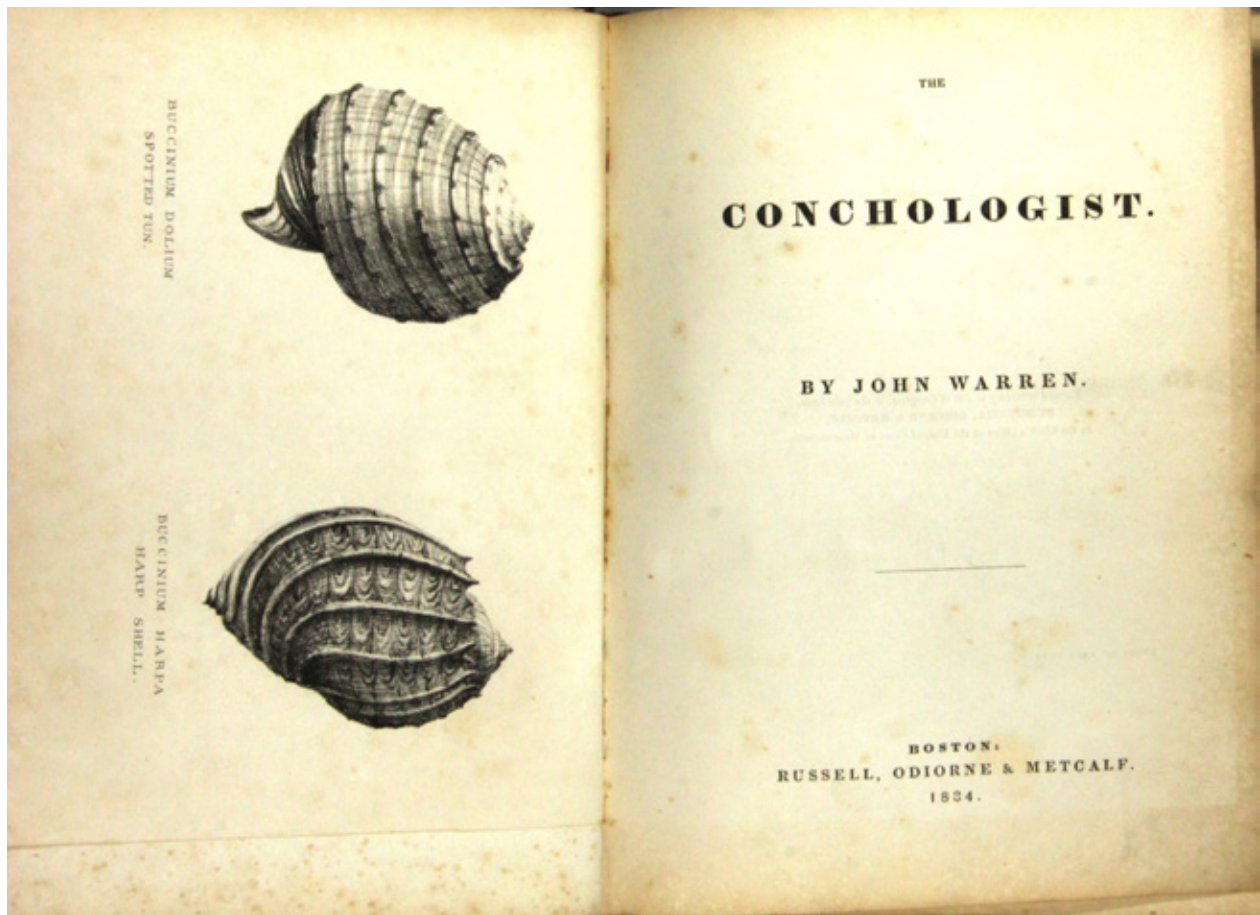 BUCCINIUM DOLIUM
SPOTTED TUN.
BUCCINIUM HARPA
HARP SHELL.
THE
CONCHOLOGIST.
BY JOHN WARREN.
BOSTON:
RUSSELL, ODIORNE & METCALF.
1834.